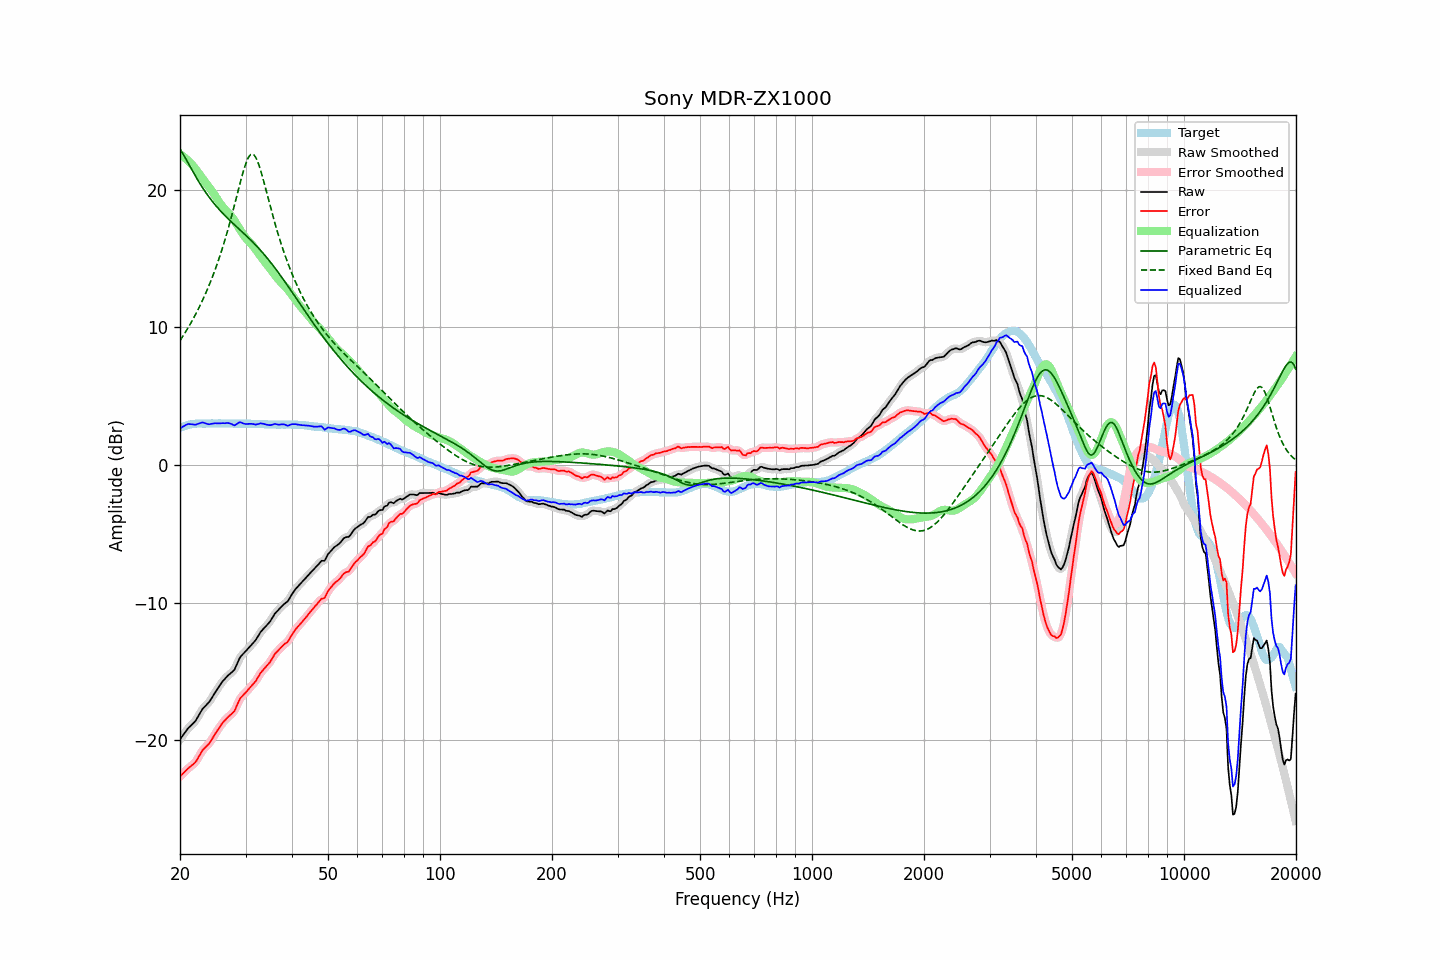 Sony MDR-ZX1000
Target
Raw Smoothed
Error Smoothed
Raw
Error
Equalization
Parametric Eq
Fixed Band Eq
Equalized
Amplitude (dBr)
20
10
0
−10
−20
20 50 100 200 500 1000 2000 5000 10000 20000
Frequency (Hz)